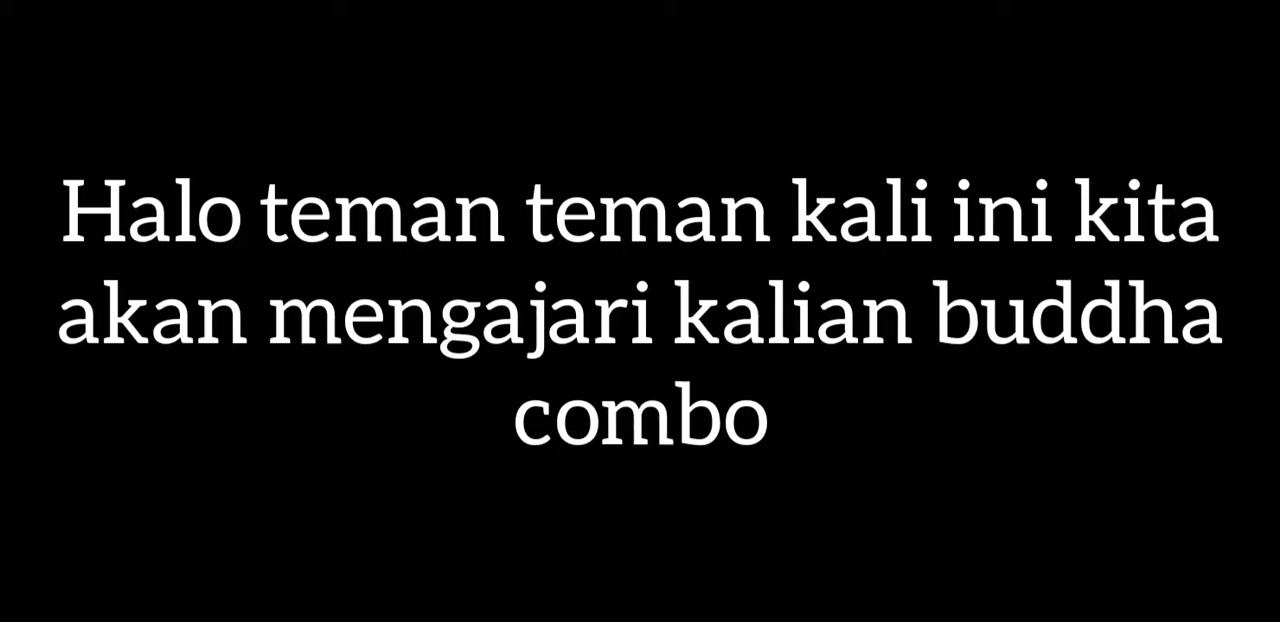 Halo teman teman kali ini kita
akan mengajari kalian buddha
combo